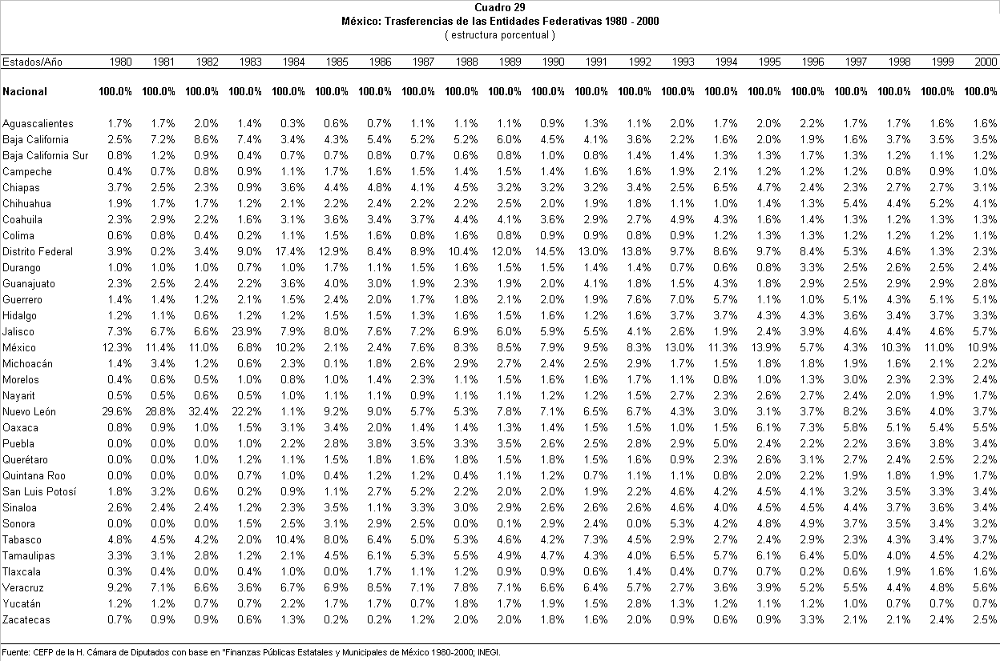 Cuadro 29
México: Trasferencias de las Entidades Federativas 1980 - 2000
( estructura porcentual )
Estados/Año 1980 1981 1982 1983 1984 1985 1986 1987 1988 1989 1990 1991 1992 1993 1994 1995 1996 1997 1998 1999 2000
Nacional 100.0% 100.0% 100.0% 100.0% 100.0% 100.0% 100.0% 100.0% 100.0% 100.0% 100.0% 100.0% 100.0% 100.0% 100.0% 100.0% 100.0% 100.0% 100.0% 100.0% 100.0%
Aguascalientes 1.7% 1.7% 2.0% 1.4% 0.3% 0.6% 0.7% 1.1% 1.1% 1.1% 0.9% 1.3% 1.1% 2.0% 1.7% 2.0% 2.2% 1.7% 1.7% 1.6% 1.6%
Baja California 2.5% 7.2% 8.6% 7.4% 3.4% 4.3% 5.4% 5.2% 5.2% 6.0% 4.5% 4.1% 3.6% 2.2% 1.6% 2.0% 1.9% 1.6% 3.7% 3.5% 3.5%
Baja California Sur 0.8% 1.2% 0.9% 0.4% 0.7% 0.7% 0.8% 0.7% 0.6% 0.8% 1.0% 0.8% 1.4% 1.4% 1.3% 1.3% 1.7% 1.3% 1.2% 1.1% 1.2%
Campeche 0.4% 0.7% 0.8% 0.9% 1.1% 1.7% 1.6% 1.5% 1.4% 1.5% 1.4% 1.6% 1.6% 1.9% 2.1% 1.2% 1.2% 1.2% 0.8% 0.9% 1.0%
Chiapas 3.7% 2.5% 2.3% 0.9% 3.6% 4.4% 4.8% 4.1% 4.5% 3.2% 3.2% 3.2% 3.4% 2.5% 6.5% 4.7% 2.4% 2.3% 2.7% 2.7% 3.1%
Chihuahua 1.9% 1.7% 1.7% 1.2% 2.1% 2.2% 2.4% 2.2% 2.2% 2.5% 2.0% 1.9% 1.8% 1.1% 1.0% 1.4% 1.3% 5.4% 4.4% 5.2% 4.1%
Coahuila 2.3% 2.9% 2.2% 1.6% 3.1% 3.6% 3.4% 3.7% 4.4% 4.1% 3.6% 2.9% 2.7% 4.9% 4.3% 1.6% 1.4% 1.3% 1.2% 1.3% 1.3%
Colima 0.6% 0.8% 0.4% 0.2% 1.1% 1.5% 1.6% 0.8% 1.6% 0.8% 0.9% 0.9% 0.8% 0.9% 1.2% 1.3% 1.3% 1.2% 1.2% 1.2% 1.1%
Distrito Federal 3.9% 0.2% 3.4% 9.0% 17.4% 12.9% 8.4% 8.9% 10.4% 12.0% 14.5% 13.0% 13.8% 9.7% 8.6% 9.7% 8.4% 5.3% 4.6% 1.3% 2.3%
Durango 1.0% 1.0% 1.0% 0.7% 1.0% 1.7% 1.1% 1.5% 1.6% 1.5% 1.5% 1.4% 1.4% 0.7% 0.6% 0.8% 3.3% 2.5% 2.6% 2.5% 2.4%
Guanajuato 2.3% 2.5% 2.4% 2.2% 3.6% 4.0% 3.0% 1.9% 2.3% 1.9% 2.0% 4.1% 1.8% 1.5% 4.3% 1.8% 2.9% 2.5% 2.9% 2.9% 2.8%
Guerrero 1.4% 1.4% 1.2% 2.1% 1.5% 2.4% 2.0% 1.7% 1.8% 2.1% 2.0% 1.9% 7.6% 7.0% 5.7% 1.1% 1.0% 5.1% 4.3% 5.1% 5.1%
Hidalgo 1.2% 1.1% 0.6% 1.2% 1.2% 1.5% 1.5% 1.3% 1.6% 1.5% 1.6% 1.2% 1.6% 3.7% 3.7% 4.3% 4.3% 3.6% 3.4% 3.7% 3.3%
Jalisco 7.3% 6.7% 6.6% 23.9% 7.9% 8.0% 7.6% 7.2% 6.9% 6.0% 5.9% 5.5% 4.1% 2.6% 1.9% 2.4% 3.9% 4.6% 4.4% 4.6% 5.7%
México 12.3% 11.4% 11.0% 6.8% 10.2% 2.1% 2.4% 7.6% 8.3% 8.5% 7.9% 9.5% 8.3% 13.0% 11.3% 13.9% 5.7% 4.3% 10.3% 11.0% 10.9%
Michoacán 1.4% 3.4% 1.2% 0.6% 2.3% 0.1% 1.8% 2.6% 2.9% 2.7% 2.4% 2.5% 2.9% 1.7% 1.5% 1.8% 1.8% 1.9% 1.6% 2.1% 2.2%
Morelos 0.4% 0.6% 0.5% 1.0% 0.8% 1.0% 1.4% 2.3% 1.1% 1.5% 1.6% 1.6% 1.7% 1.1% 0.8% 1.0% 1.3% 3.0% 2.3% 2.3% 2.4%
Nayarit 0.5% 0.5% 0.6% 0.5% 1.0% 1.1% 1.1% 0.9% 1.1% 1.1% 1.2% 1.2% 1.5% 2.7% 2.3% 2.6% 2.7% 2.4% 2.0% 1.9% 1.7%
Nuevo León 29.6% 28.8% 32.4% 22.2% 1.1% 9.2% 9.0% 5.7% 5.3% 7.8% 7.1% 6.5% 6.7% 4.3% 3.0% 3.1% 3.7% 8.2% 3.6% 4.0% 3.7%
Oaxaca 0.8% 0.9% 1.0% 1.5% 3.1% 3.4% 2.0% 1.4% 1.4% 1.3% 1.4% 1.5% 1.5% 1.0% 1.5% 6.1% 7.3% 5.8% 5.1% 5.4% 5.5%
Puebla 0.0% 0.0% 0.0% 1.0% 2.2% 2.8% 3.8% 3.5% 3.3% 3.5% 2.6% 2.5% 2.8% 2.9% 5.0% 2.4% 2.2% 2.2% 3.6% 3.8% 3.4%
Querétaro 0.0% 0.0% 1.0% 1.2% 1.1% 1.5% 1.8% 1.6% 1.8% 1.5% 1.8% 1.5% 1.6% 0.9% 2.3% 2.6% 3.1% 2.7% 2.4% 2.5% 2.2%
Quintana Roo 0.0% 0.0% 0.0% 0.7% 1.0% 0.4% 1.2% 1.2% 0.4% 1.1% 1.2% 0.7% 1.1% 1.1% 0.8% 2.0% 2.2% 1.9% 1.8% 1.9% 1.7%
San Luis Potosí 1.8% 3.2% 0.6% 0.2% 0.9% 1.1% 2.7% 5.2% 2.2% 2.0% 2.0% 1.9% 2.2% 4.6% 4.2% 4.5% 4.1% 3.2% 3.5% 3.3% 3.4%
Sinaloa 2.6% 2.4% 2.4% 1.2% 2.3% 3.5% 1.1% 3.3% 3.0% 2.9% 2.6% 2.6% 2.6% 4.6% 4.0% 4.5% 4.5% 4.4% 3.7% 3.6% 3.4%
Sonora 0.0% 0.0% 0.0% 1.5% 2.5% 3.1% 2.9% 2.5% 0.0% 0.1% 2.9% 2.4% 0.0% 5.3% 4.2% 4.8% 4.9% 3.7% 3.5% 3.4% 3.2%
Tabasco 4.8% 4.5% 4.2% 2.0% 10.4% 8.0% 6.4% 5.0% 5.3% 4.6% 4.2% 7.3% 4.5% 2.9% 2.7% 2.4% 2.9% 2.3% 4.3% 3.4% 3.7%
Tamaulipas 3.3% 3.1% 2.8% 1.2% 2.1% 4.5% 6.1% 5.3% 5.5% 4.9% 4.7% 4.3% 4.0% 6.5% 5.7% 6.1% 6.4% 5.0% 4.0% 4.5% 4.2%
Tlaxcala 0.3% 0.4% 0.0% 0.4% 1.0% 0.0% 1.7% 1.1% 1.2% 0.9% 0.9% 0.6% 1.4% 0.4% 0.7% 0.7% 0.2% 0.6% 1.9% 1.6% 1.6%
Veracruz 9.2% 7.1% 6.6% 3.6% 6.7% 6.9% 8.5% 7.1% 7.8% 7.1% 6.6% 6.4% 5.7% 2.7% 3.6% 3.9% 5.2% 5.5% 4.4% 4.8% 5.6%
Yucatán 1.2% 1.2% 0.7% 0.7% 2.2% 1.7% 1.7% 1.6% 1.8% 1.7% 1.9% 1.5% 2.8% 1.3% 1.2% 1.1% 1.2% 1.0% 0.7% 0.7% 0.7%
Zacatecas 0.7% 0.9% 0.9% 0.6% 1.3% 0.2% 0.2% 1.2% 2.0% 2.0% 1.8% 1.6% 2.0% 0.9% 0.6% 0.9% 3.3% 2.1% 2.1% 2.4% 2.5%
Fuente: CEFP de la H. Cámara de Diputados con base en "Finanzas Públicas Estatales y Municipales de México 1980-2000; INEGI.